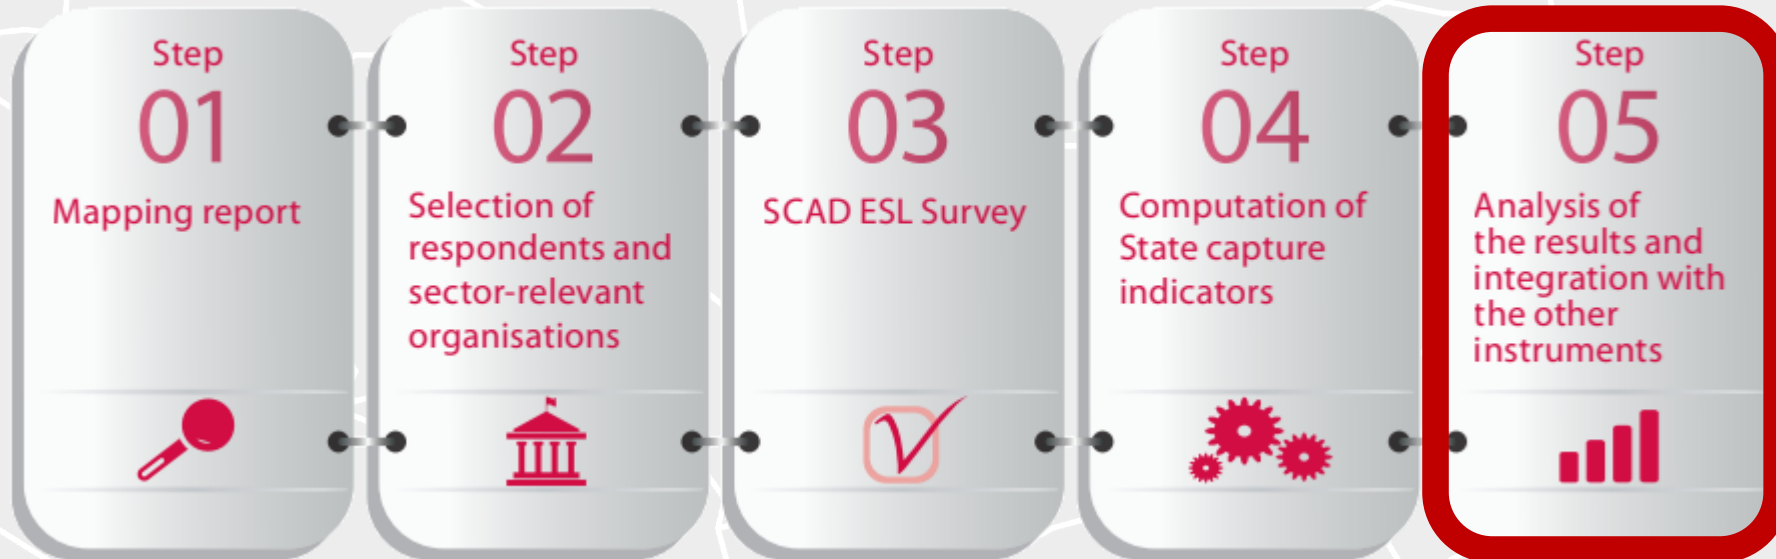 Step
01
Mapping report
Step
02
Selection of
respondents and
sector-relevant
organisations
Step
03
SCAD ESL Survey
Step
04
Computation of
State capture
indicators
Step
05
Analysis of
the results and
integration with
the other
instruments